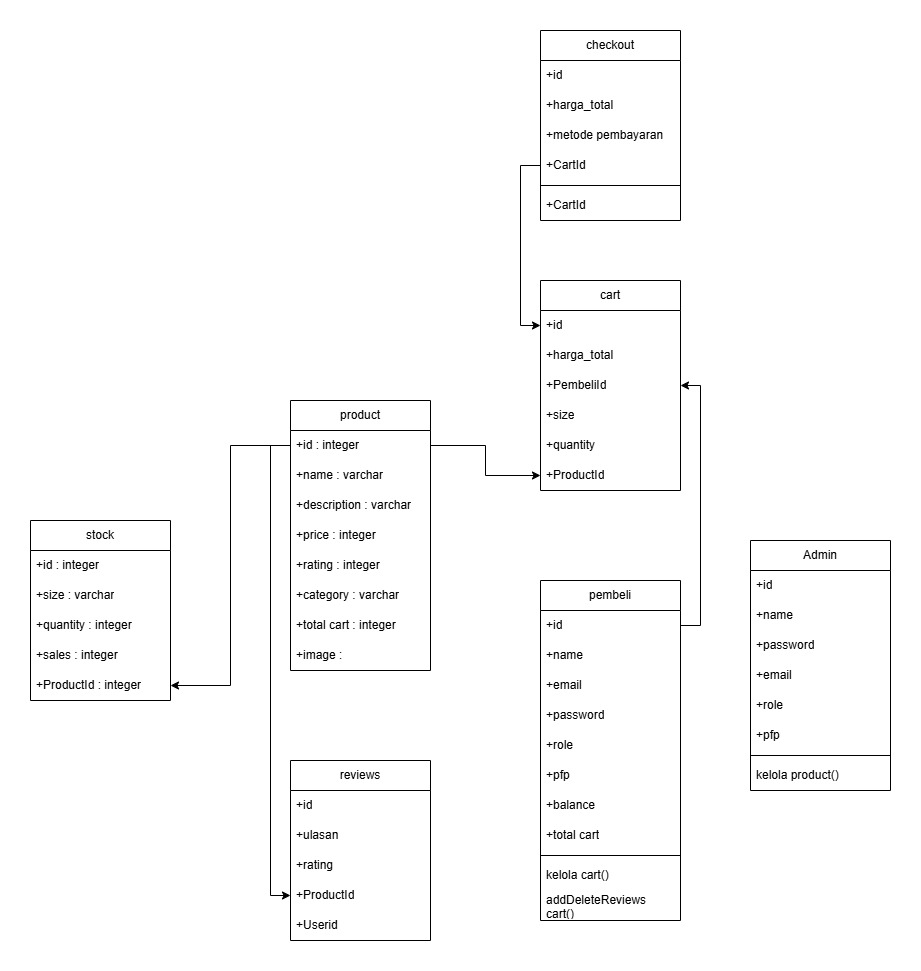 checkout
+id
+harga_total
+metode pembayaran
+CartId
+CartId
cart
+id
+harga_total
+PembeliId
+size
+quantity
+ProductId
product
+id : integer
+name : varchar
+description : varchar
+price : integer
+rating : integer
+category : varchar
+total cart : integer
+image :
stock
+id : integer
+size : varchar
+quantity : integer
+sales : integer
+ProductId : integer
reviews
+id
+ulasan
+rating
+ProductId
+Userid
pembeli
+id
+name
+email
+password
+role
+pfp
+balance
+total cart
kelola cart()
addDeleteReviews
cart()
Admin
+id
+name
+password
+email
+role
+pfp
kelola product()